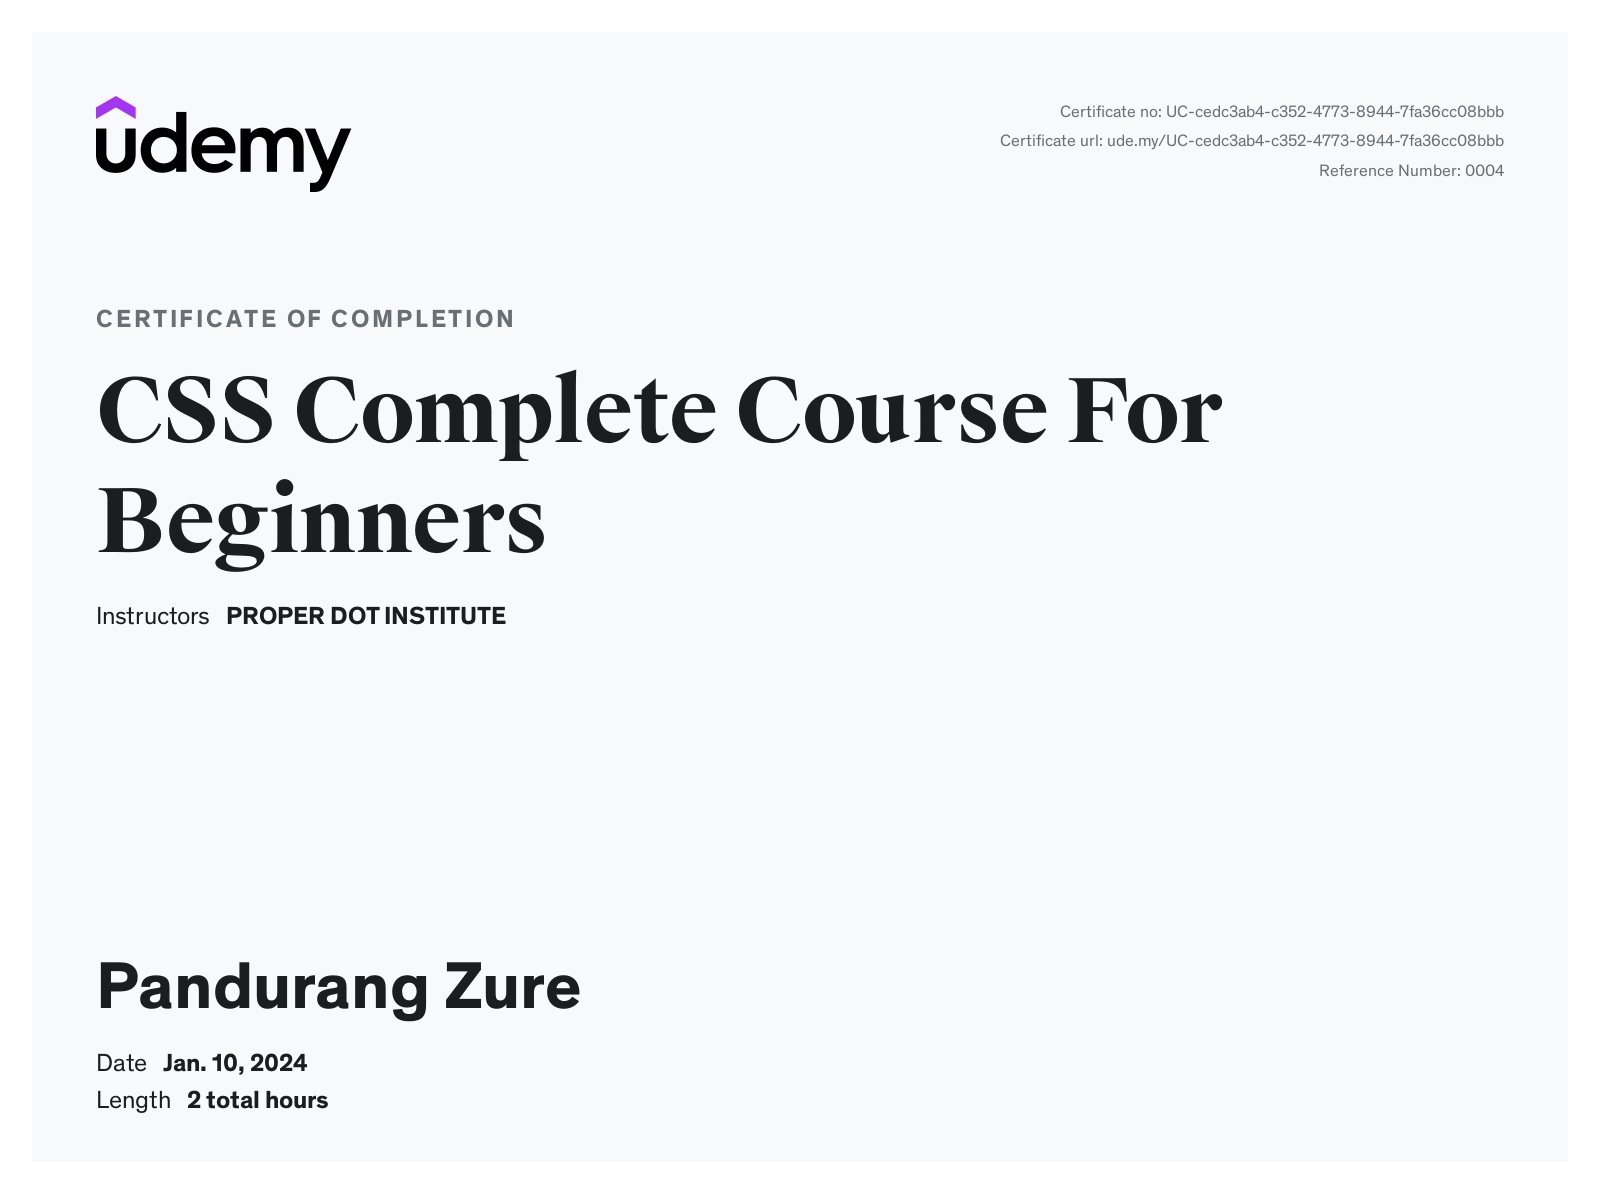 udemy
Certificate no: UC-cedc3ab4-c352-4773-8944-7fa36cc08bbb
Certificate url: ude.my/UC-cedc3ab4-c352-4773-8944-7fa36cc08bbb
Reference Number: 0004
CERTIFICATE OF COMPLETION
CSS Complete Course For
Beginners
Instructors PROPER DOT INSTITUTE
Pandurang Zure
Date Jan. 10, 2024
Length 2 total hours